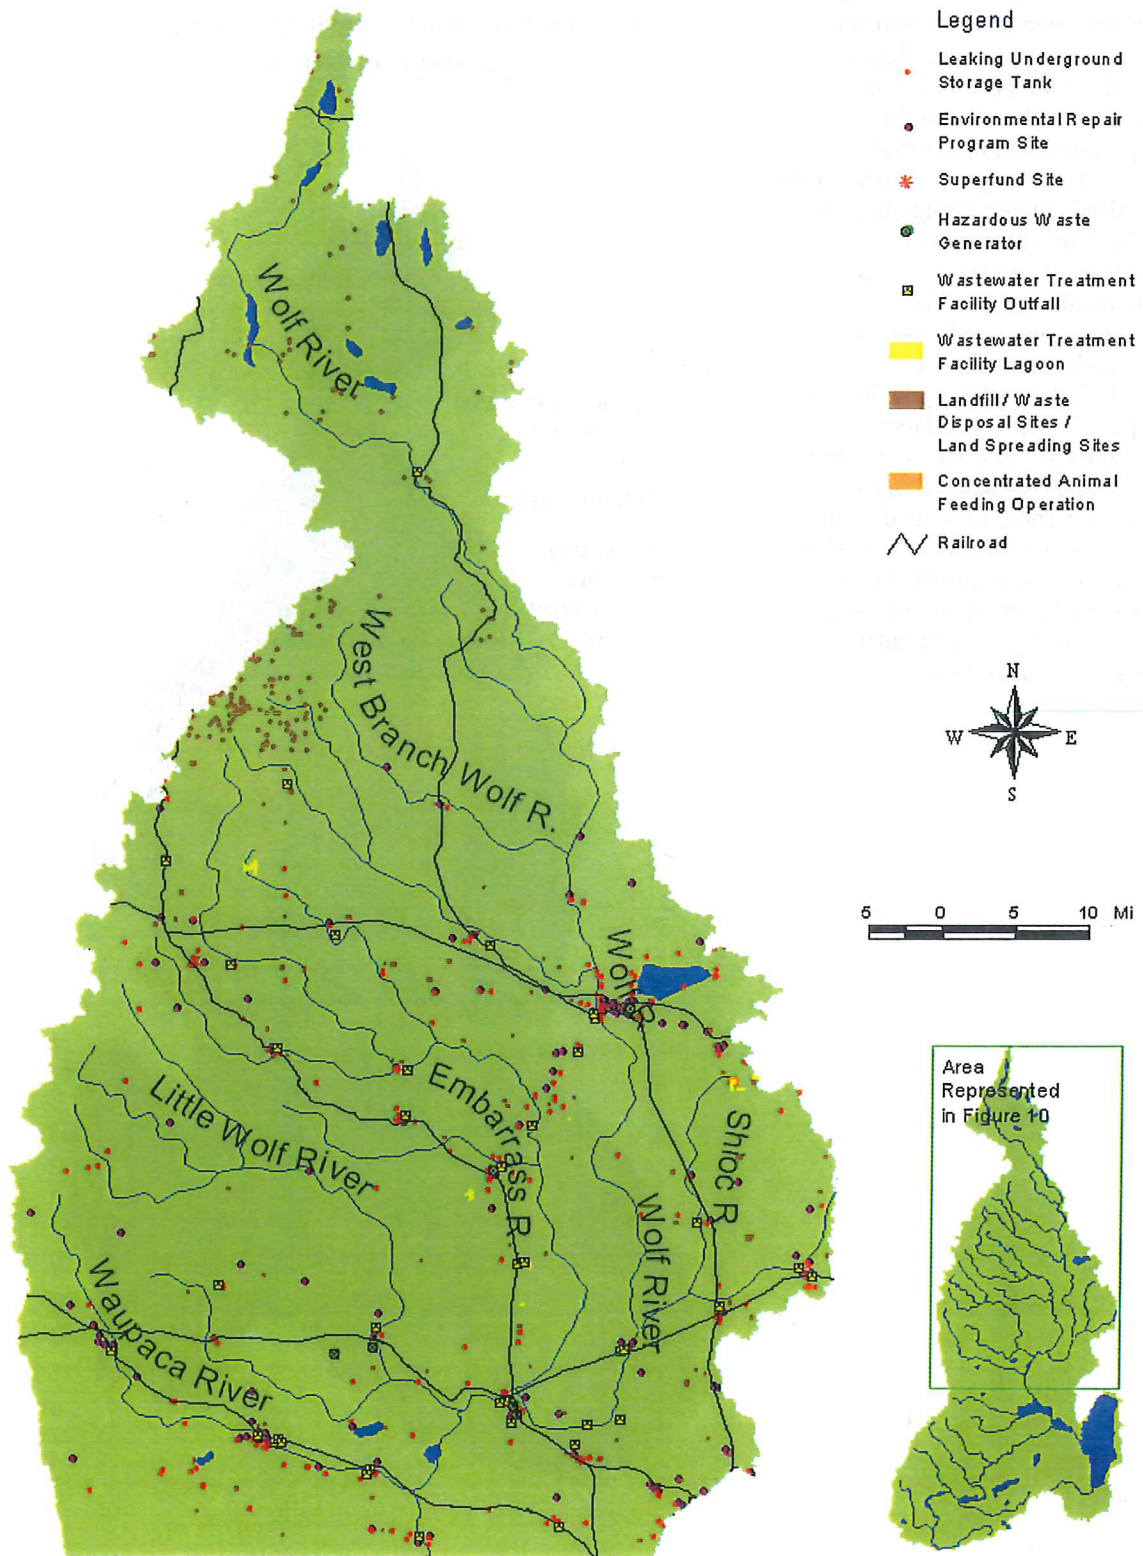 Legend
Leaking Underground
Storage Tank
Environmental Repair
Program Site
Superfund Site
Hazardous Waste
Generator
Wastewater Treatment
Facility Outfall
Wastewater Treatment
Facility Lagoon
Landfill / Waste
Disposal Sites /
Land Spreading Sites
Concentrated Animal
Feeding Operation
Railroad
Wolf River
West Branch Wolf R.
N
W
E
S
5
0
5
10
Mi
Wolf R.
Embarrass R.
Little Wolf River
Shioc R.
Wolf River
Waupaca River
Area
Represented
in Figure 10